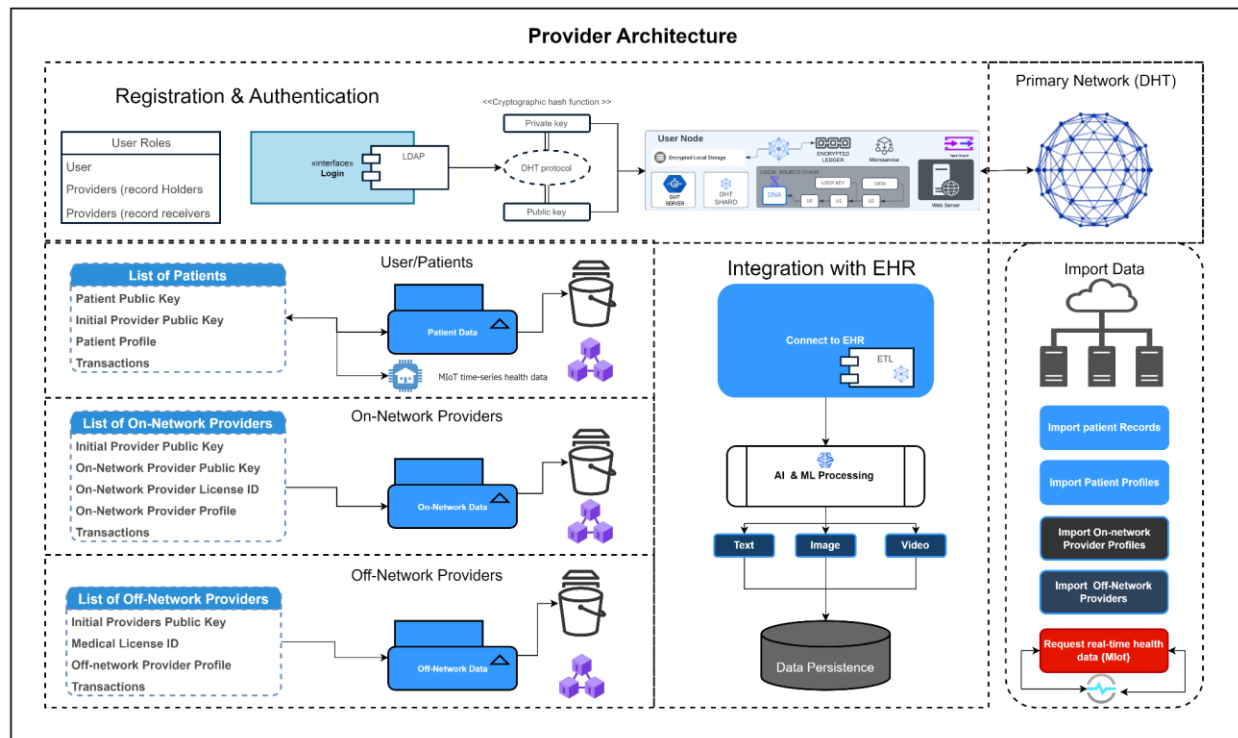 Provider Architecture
Registration & Authentication
User Roles
User
Providers (record Holders
Providers (record receivers
«interface»
Login
LDAP
<<Cryptographic hash function >>
Private key
DHT protocol
Public key
User Node
Encrypted Local Storage
ENCRYPTED
LEDGER
Microservice
Input Output
DHT
SERVER
DHT
SHARD
LOCAL SOURCE CHAIN
DNA
USER KEY
DATA
U0
U1
U2
Web Server
Primary Network (DHT)
List of Patients
Patient Public Key
Initial Provider Public Key
Patient Profile
Transactions
User/Patients
Patient Data
MIoT time-series health data
List of On-Network Providers
Initial Provider Public Key
On-Network Provider Public Key
On-Network Provider License ID
On-Network Provider Profile
Transactions
On-Network Providers
On-Network Data
List of Off-Network Providers
Initial Providers Public Key
Medical License ID
Off-network Provider Profile
Transactions
Off-Network Providers
Off-Network Data
Integration with EHR
Connect to EHR
ETL
AI & ML Processing
Text
Image
Video
Data Persistence
Import Data
Import patient Records
Import Patient Profiles
Import On-network
Provider Profiles
Import Off-Network
Providers
Request real-time health
data {MIot}